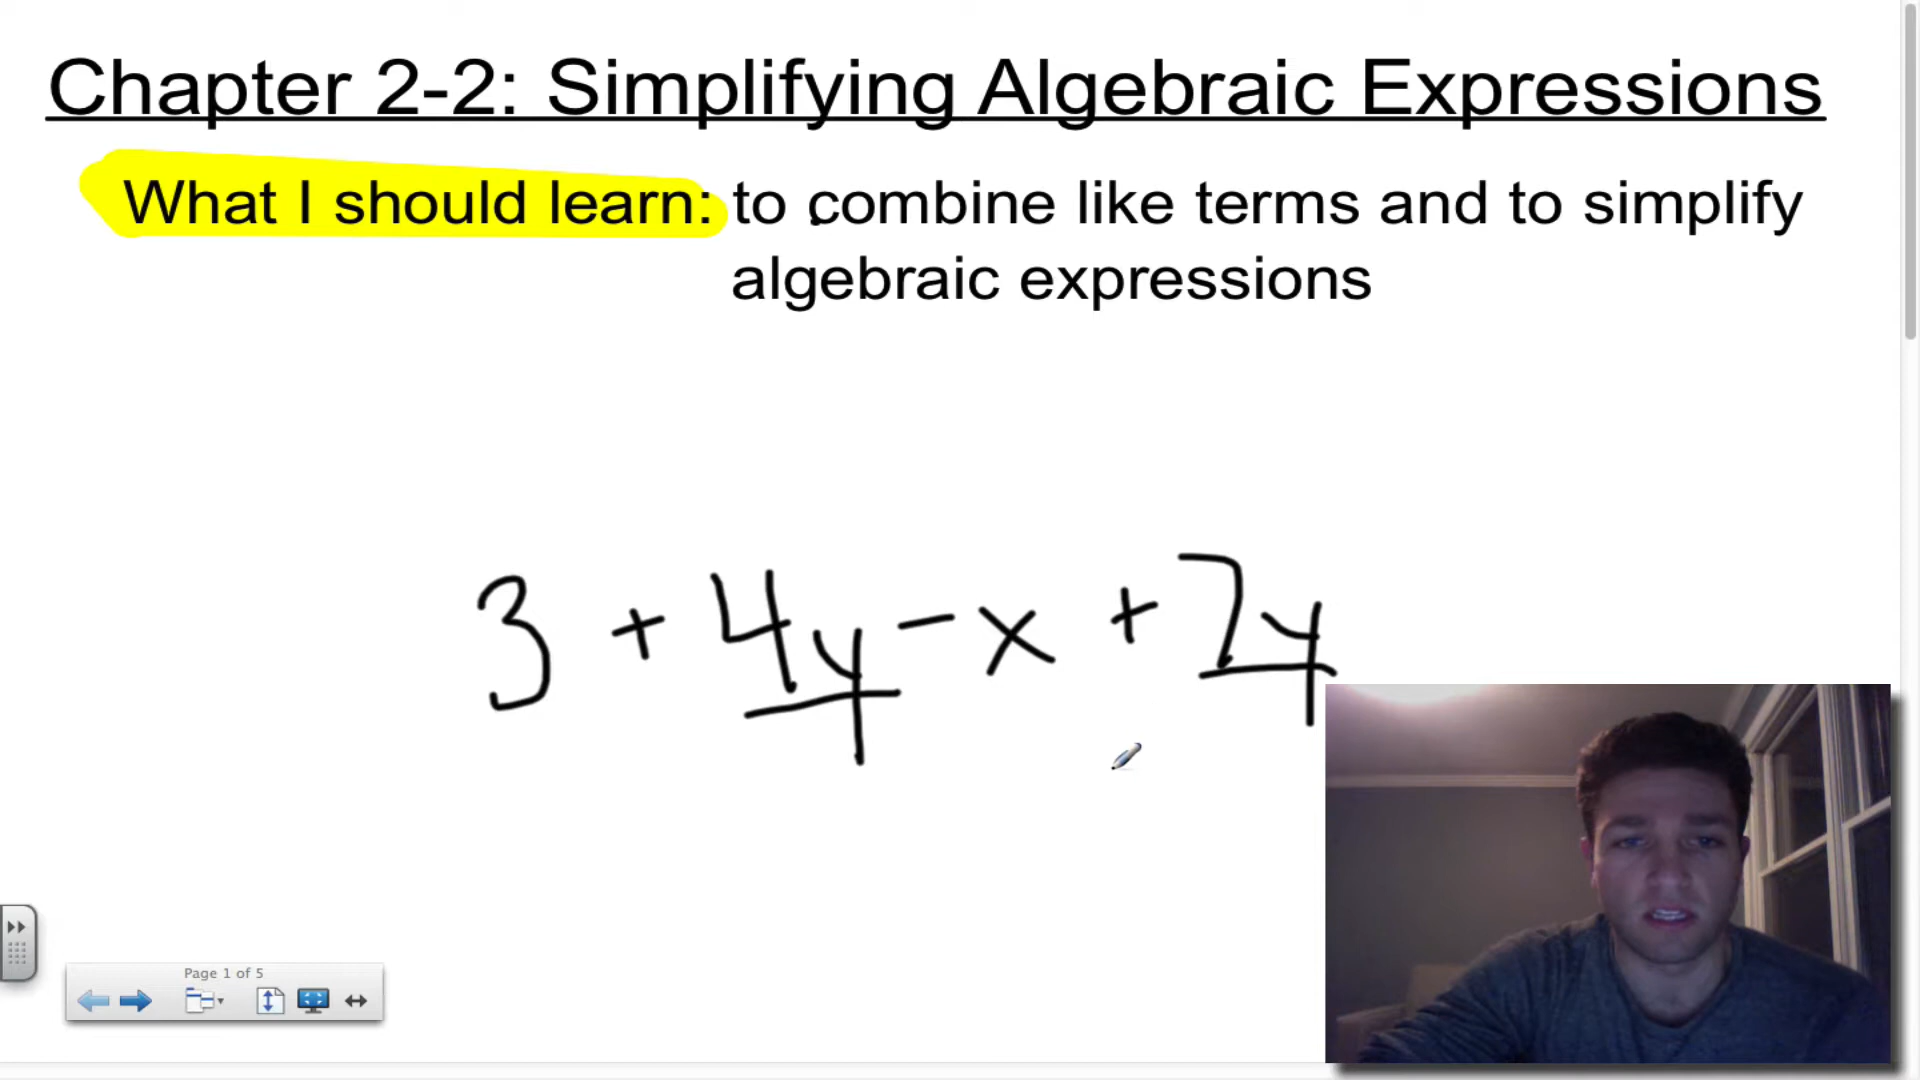 Chapter 2-2: Simplifying Algebraic Expressions
What I should learn: to combine like terms and to simplify
algebraic expressions
3 + 4y - x + 7y
Page 1 of 5